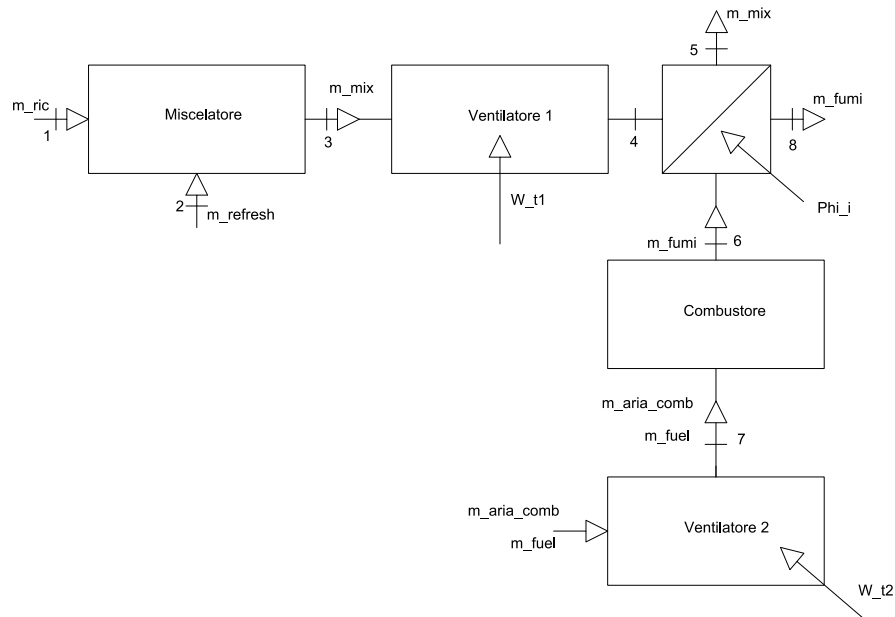 m_mix
5
m_ric
1
Miscelatore
m_mix
3
Ventilatore 1
4
m_fumi
8
2
m_refresh
W_t1
Phi_i
m_fumi
6
Combustore
m_aria_comb
m_fuel
7
m_aria_comb
m_fuel
Ventilatore 2
W_t2